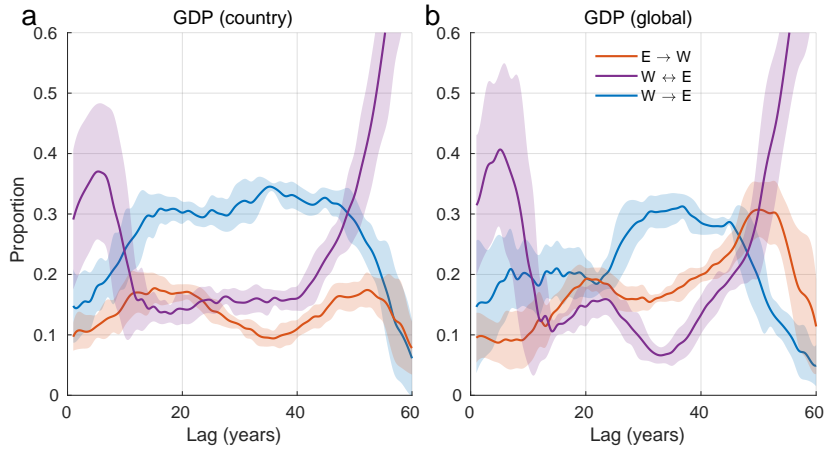 a
GDP (country)
0.6
0.5
0.4
0.3
0.2
0.1
0
Proportion
0
20
40
60
Lag (years)
b
GDP (global)
E → W
W ↔ E
W → E
0.6
0.5
0.4
0.3
0.2
0.1
0
0
20
40
60
Lag (years)